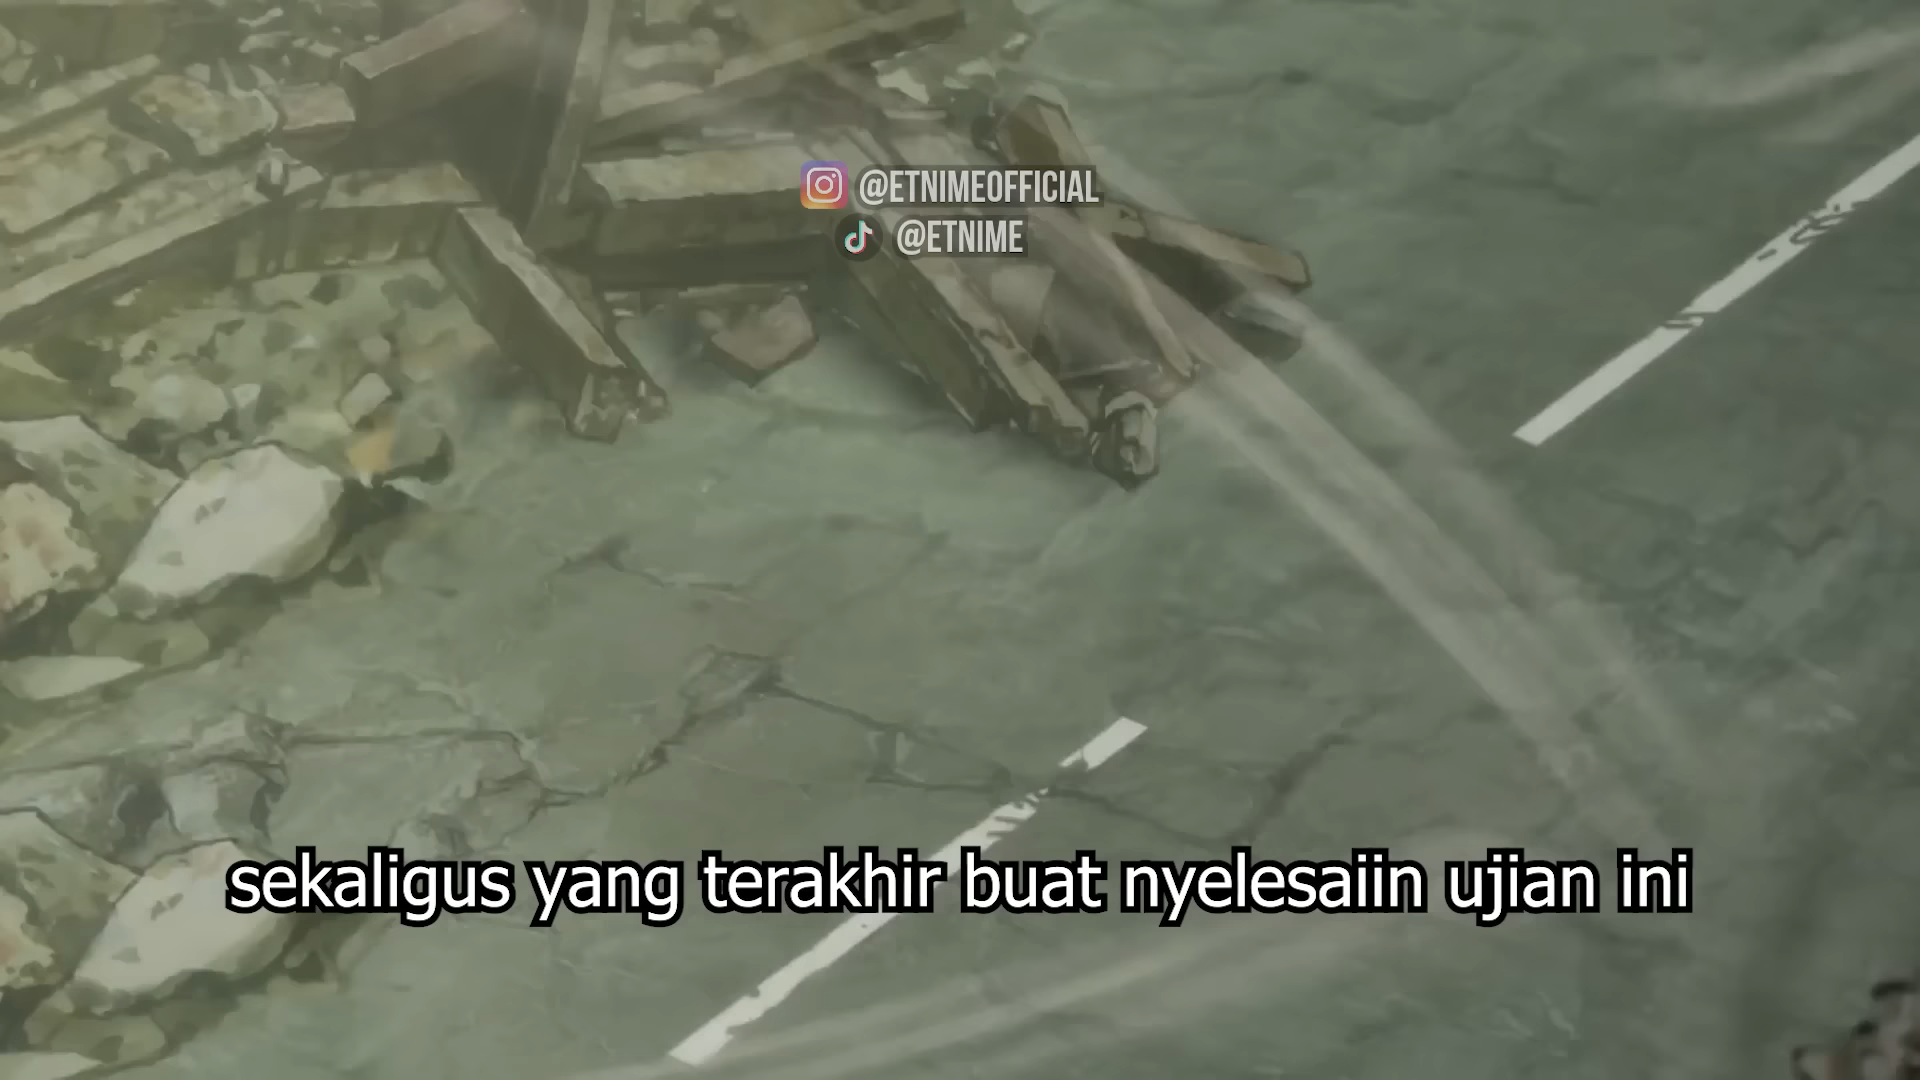 @ETNIMEOFFICIAL
@ETNIME
sekaligus yang terakhir buat nyelesaiin ujian ini